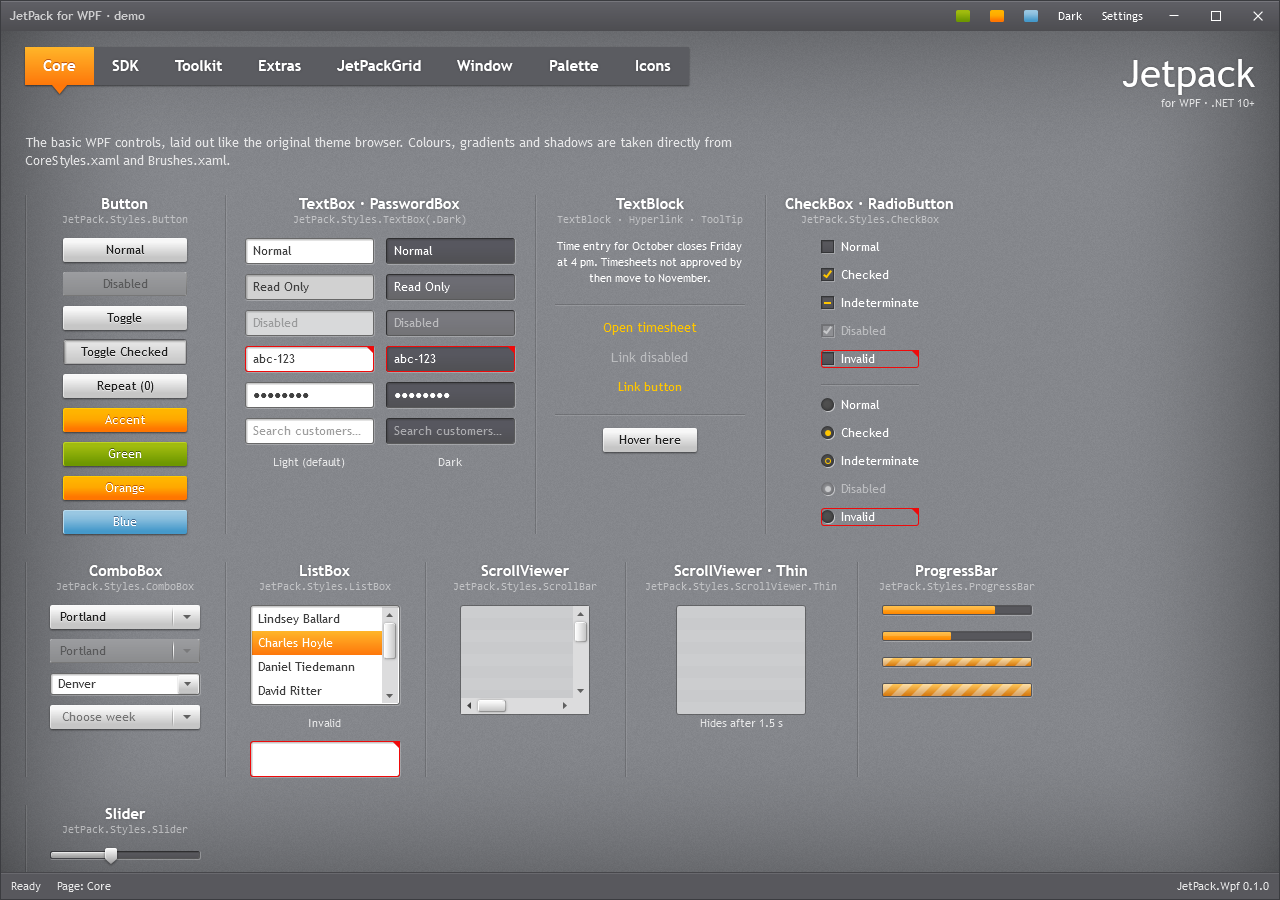 JetPack for WPF · demo
Dark
Settings
Core
SDK
Toolkit
Extras
JetPackGrid
Window
Palette
Icons
Jetpack
for WPF · .NET 10+
The basic WPF controls, laid out like the original theme browser. Colours, gradients and shadows are taken directly from
CoreStyles.xaml and Brushes.xaml.
Button
JetPack.Styles.Button
Normal
Disabled
Toggle
Toggle Checked
Repeat (0)
Accent
Green
Orange
Blue
TextBox · PasswordBox
JetPack.Styles.TextBox(.Dark)
Normal
Normal
Read Only
Read Only
Disabled
Disabled
abc-123
abc-123
●●●●●●●●
●●●●●●●●
Search customers...
Search customers...
Light (default)
Dark
TextBlock
TextBlock · Hyperlink · ToolTip
Time entry for October closes Friday
at 4 pm. Timesheets not approved by
then move to November.
Open timesheet
Link disabled
Link button
Hover here
CheckBox · RadioButton
JetPack.Styles.CheckBox
Normal
Checked
Indeterminate
Disabled
Invalid
Normal
Checked
Indeterminate
Disabled
Invalid
ComboBox
JetPack.Styles.ComboBox
Portland
Portland
Denver
Choose week
ListBox
JetPack.Styles.ListBox
Lindsey Ballard
Charles Hoyle
Daniel Tiedemann
David Ritter
Invalid
ScrollViewer
JetPack.Styles.ScrollBar
ScrollViewer · Thin
JetPack.Styles.ScrollViewer.Thin
Hides after 1.5 s
ProgressBar
JetPack.Styles.ProgressBar
Slider
JetPack.Styles.Slider
Ready
Page: Core
JetPack.Wpf 0.1.0